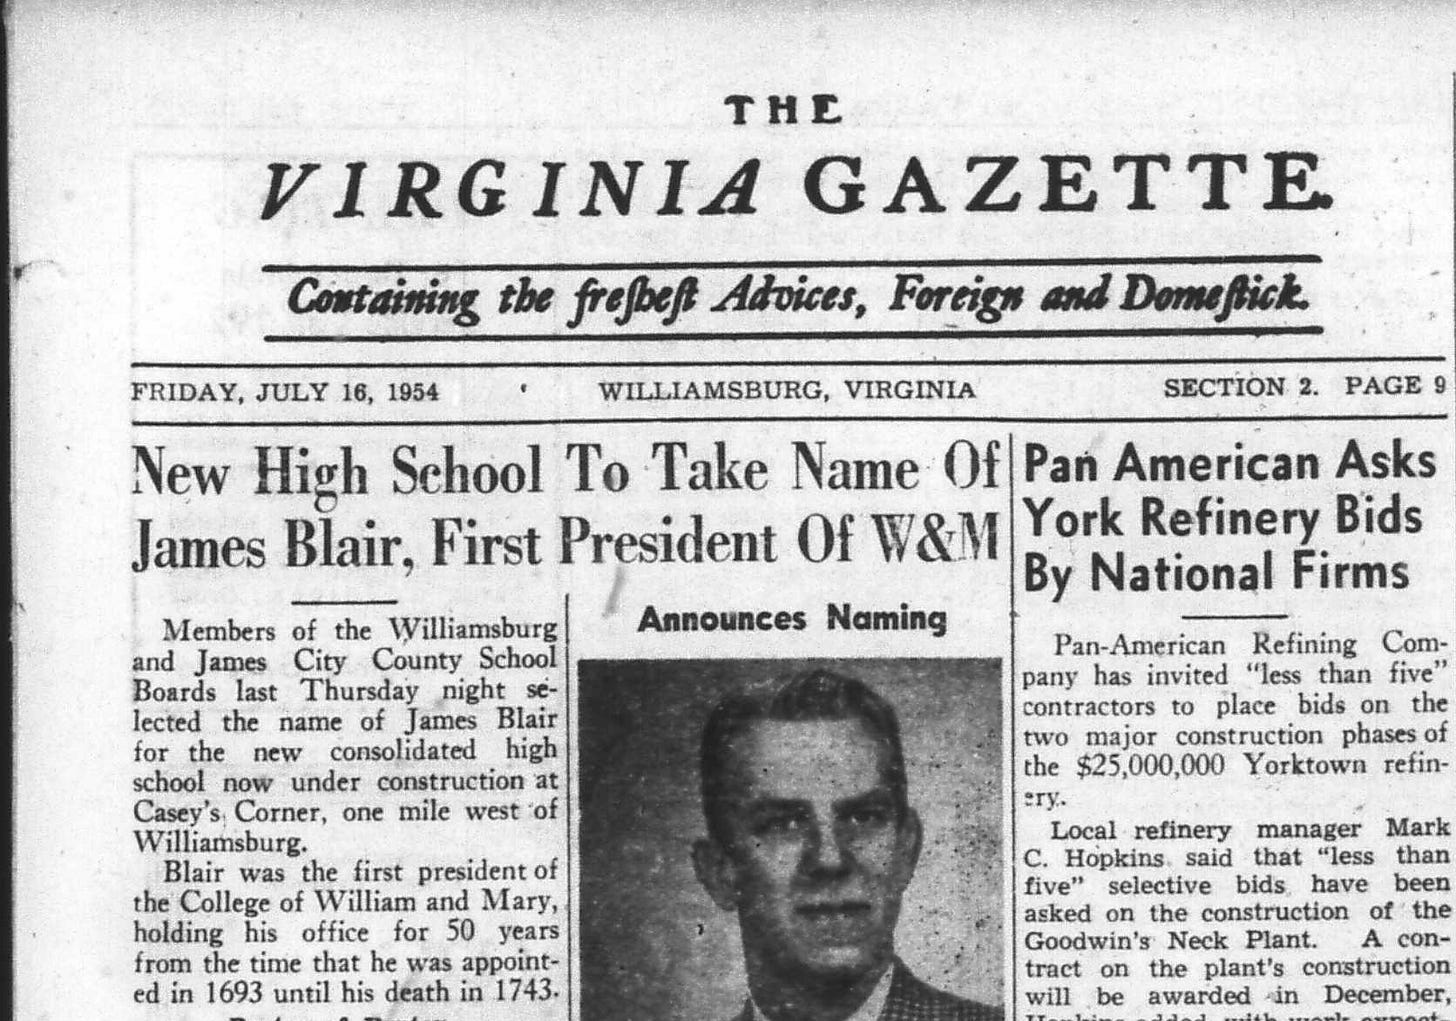 THE
VIRGINIA GAZETTE.
Containing the freſheſt Advices, Foreign and Domeſtick.
FRIDAY, JULY 16, 1954 WILLIAMSBURG, VIRGINIA SECTION 2. PAGE 9
New High School To Take Name Of
James Blair, First President Of W&M
Members of the Williamsburg
and James City County School
Boards last Thursday night se-
lected the name of James Blair
for the new consolidated high
school now under construction at
Casey's Corner, one mile west of
Williamsburg.
Blair was the first president of
the College of William and Mary,
holding his office for 50 years
from the time that he was appoint-
ed in 1693 until his death in 1743.
Announces Naming
Pan American Asks
York Refinery Bids
By National Firms
Pan-American Refining Com-
pany has invited "less than five"
contractors to place bids on the
two major construction phases of
the $25,000,000 Yorktown refin-
ery.
Local refinery manager Mark
C. Hopkins said that "less than
five" selective bids have been
asked on the construction of the
Goodwin's Neck Plant. A con-
tract on the plant's construction
will be awarded in December,
Hopkins added, with work expect-